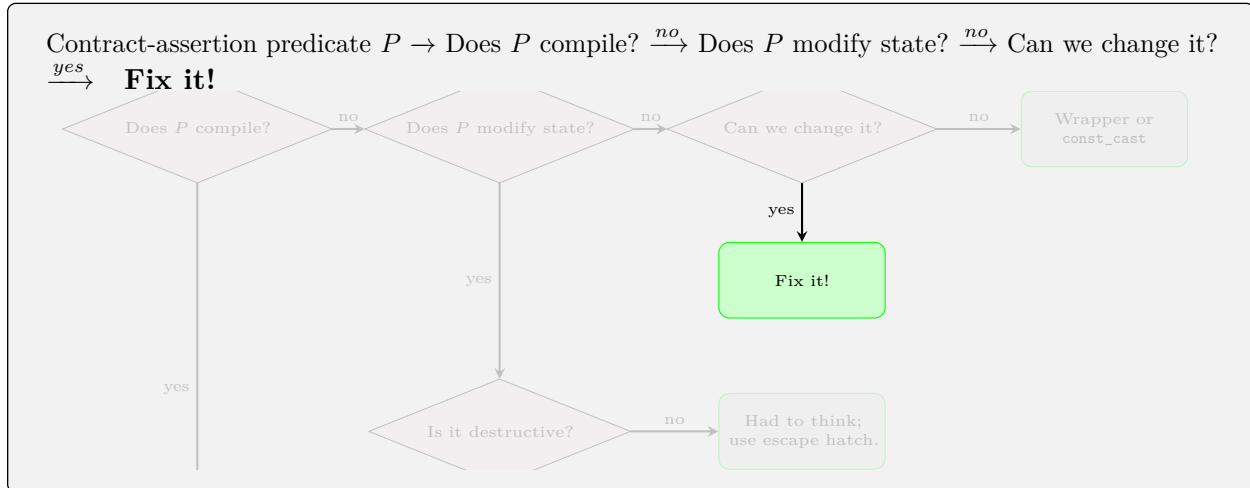 Contract-assertion predicate P → Does P compile? no→ Does P modify state? no→ Can we change it?
yes→ Fix it!
Does P compile?
no
Does P modify state?
no
Can we change it?
no
Wrapper or
const_cast
yes
yes
Fix it!
yes
Is it destructive?
no
Had to think;
use escape hatch.